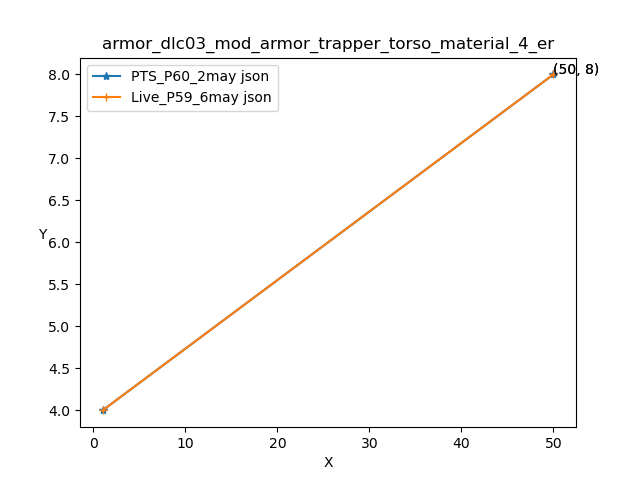 armor_dlc03_mod_armor_trapper_torso_material_4_er
PTS_P60_2may json
Live_P59_6may json
(50, 8)
8.0
7.5
7.0
6.5
6.0
5.5
5.0
4.5
4.0
Y
0 10 20 30 40 50
X